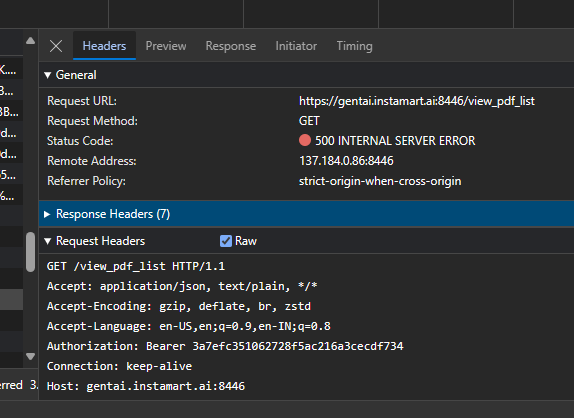 Headers Preview Response Initiator Timing
K....
General
3...
Request URL: https://gentai.instamart.ai:8446/view_pdf_list
3B...
Request Method: GET
9d...
Status Code: 500 INTERNAL SERVER ERROR
9d...
Remote Address: 137.184.0.86:8446
b5...
Referrer Policy: strict-origin-when-cross-origin
%...
Response Headers (7)
Request Headers Raw
GET /view_pdf_list HTTP/1.1
Accept: application/json, text/plain, */*
Accept-Encoding: gzip, deflate, br, zstd
Accept-Language: en-US,en;q=0.9,en-IN;q=0.8
Authorization: Bearer 3a7efc351062728f5ac216a3cecdf734
Connection: keep-alive
erred 3.
Host: gentai.instamart.ai:8446